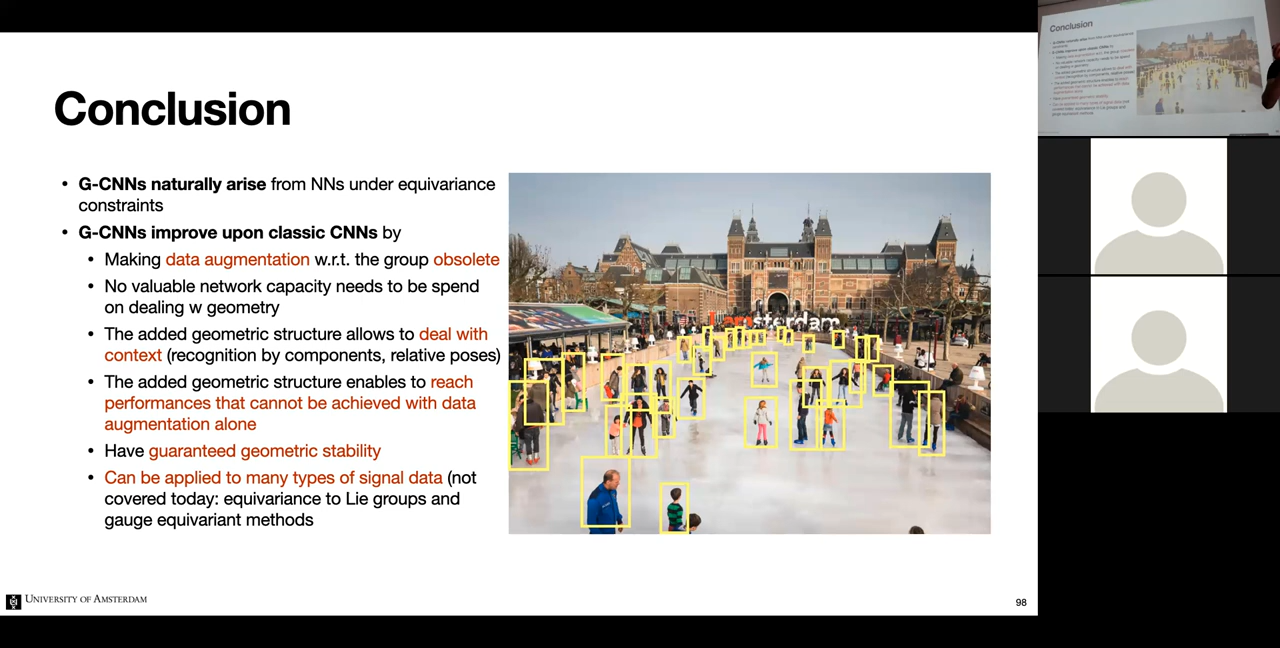 Conclusion
• G-CNNs naturally arise from NNs under equivariance
constraints
• G-CNNs improve upon classic CNNs by
• Making data augmentation w.r.t. the group obsolete
• No valuable network capacity needs to be spend
on dealing w geometry
• The added geometric structure allows to deal with
context (recognition by components, relative poses)
• The added geometric structure enables to reach
performances that cannot be achieved with data
augmentation alone
• Have guaranteed geometric stability
• Can be applied to many types of signal data (not
covered today: equivariance to Lie groups and
gauge equivariant methods
I amsterdam
UNIVERSITY OF AMSTERDAM
98
Conclusion